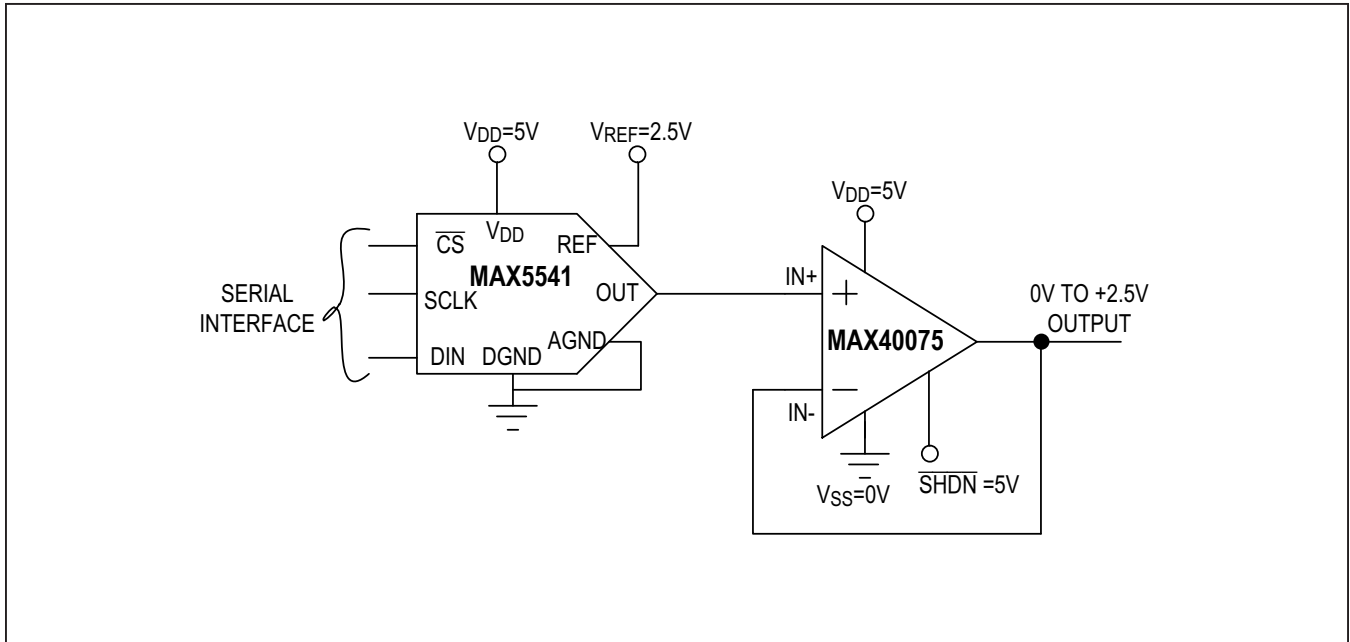 VDD=5V
VREF=2.5V
VDD=5V
SERIAL
INTERFACE
CS
SCLK
DIN
VDD
REF
MAX5541
OUT
AGND
DGND
IN+
+
MAX40075
−
IN-
VSS=0V
SHDN =5V
0V TO +2.5V
OUTPUT